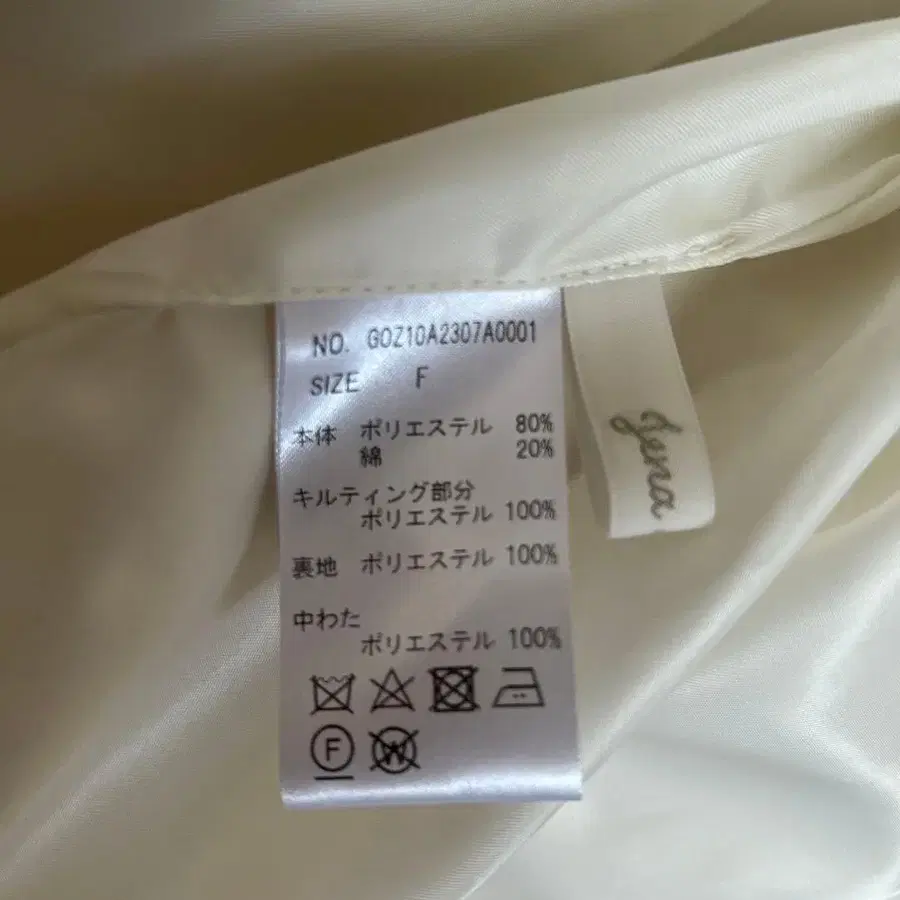 NO. GOZ10A2307A0001
SIZE F
本体 ポリエステル 80%
綿 20%
キルティング部分
ポリエステル 100%
裏地 ポリエステル 100%
中わた
ポリエステル 100%
F
W
Jena